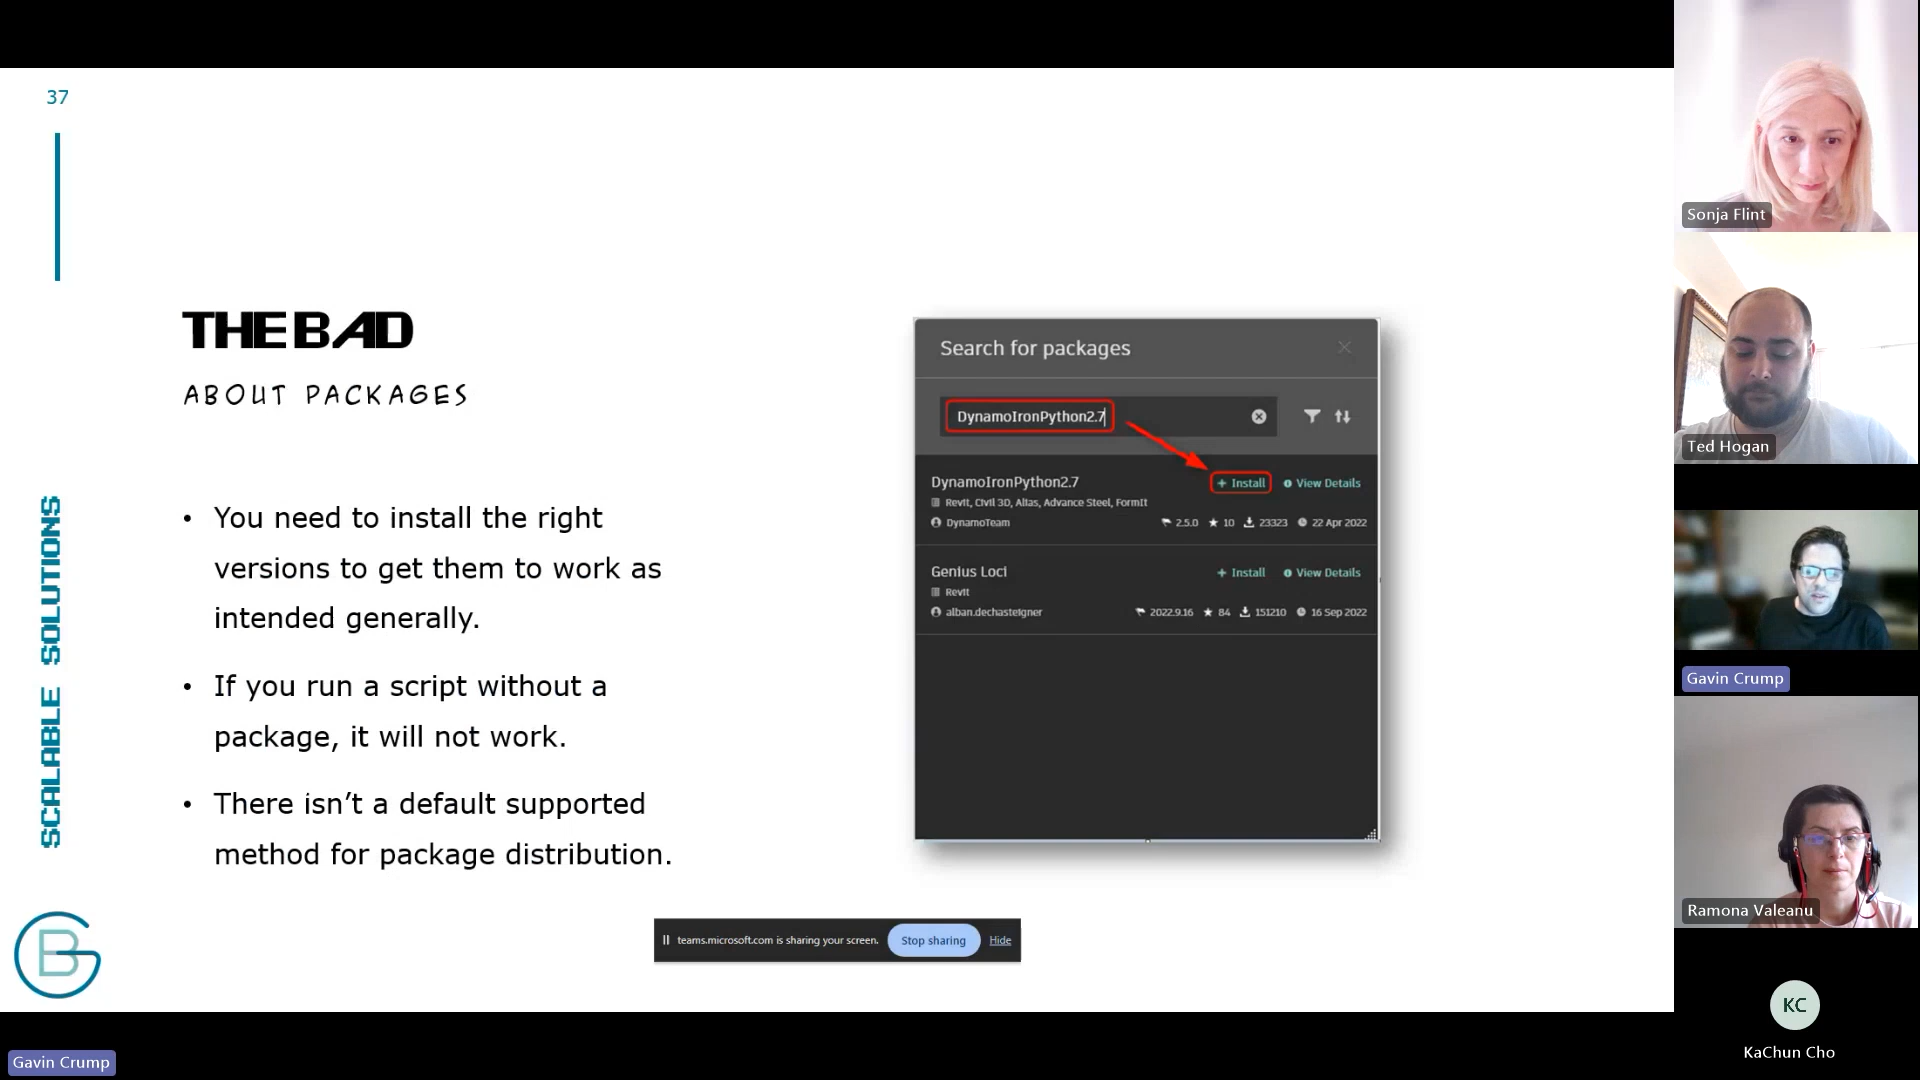 37
THE BAD
ABOUT PACKAGES
• You need to install the right
versions to get them to work as
intended generally.
• If you run a script without a
package, it will not work.
• There isn’t a default supported
method for package distribution.
SCALABLE SOLUTIONS
GB
Search for packages
DynamoIronPython2.7
DynamoIronPython2.7
+ Install
View Details
Revit, Civil 3D, Alias, Advance Steel, FormIt
DynamoTeam
2.5.0
10
23323
22 Apr 2022
Genius Loci
+ Install
View Details
Revit
alban.dechasteigner
2022.9.16
84
151210
16 Sep 2022
teams.microsoft.com is sharing your screen.
Stop sharing
Hide
Gavin Crump
Sonja Flint
Ted Hogan
Gavin Crump
Ramona Valeanu
KC
KaChun Cho